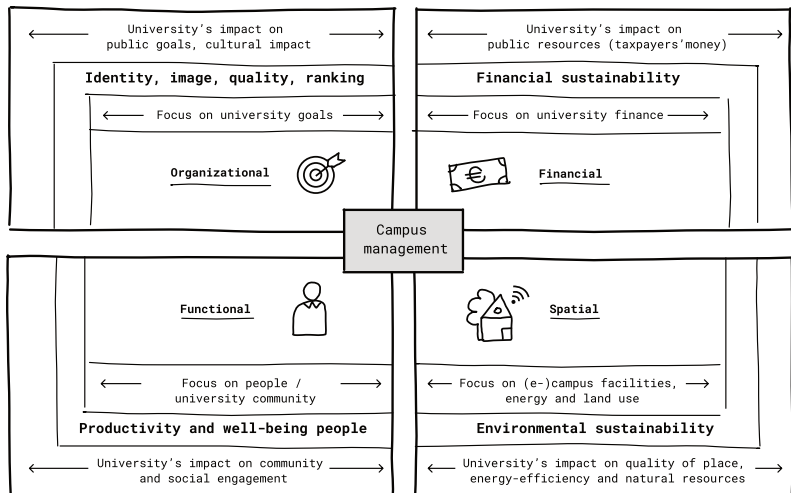 University's impact on
public goals, cultural impact
Identity, image, quality, ranking
Focus on university goals
Organizational
University's impact on
public resources (taxpayers'money)
Financial sustainability
Focus on university finance
€
Financial
Campus
management
Functional
Focus on people /
university community
Productivity and well-being people
University's impact on community
and social engagement
Spatial
Focus on (e-)campus facilities,
energy and land use
Environmental sustainability
University's impact on quality of place,
energy-efficiency and natural resources